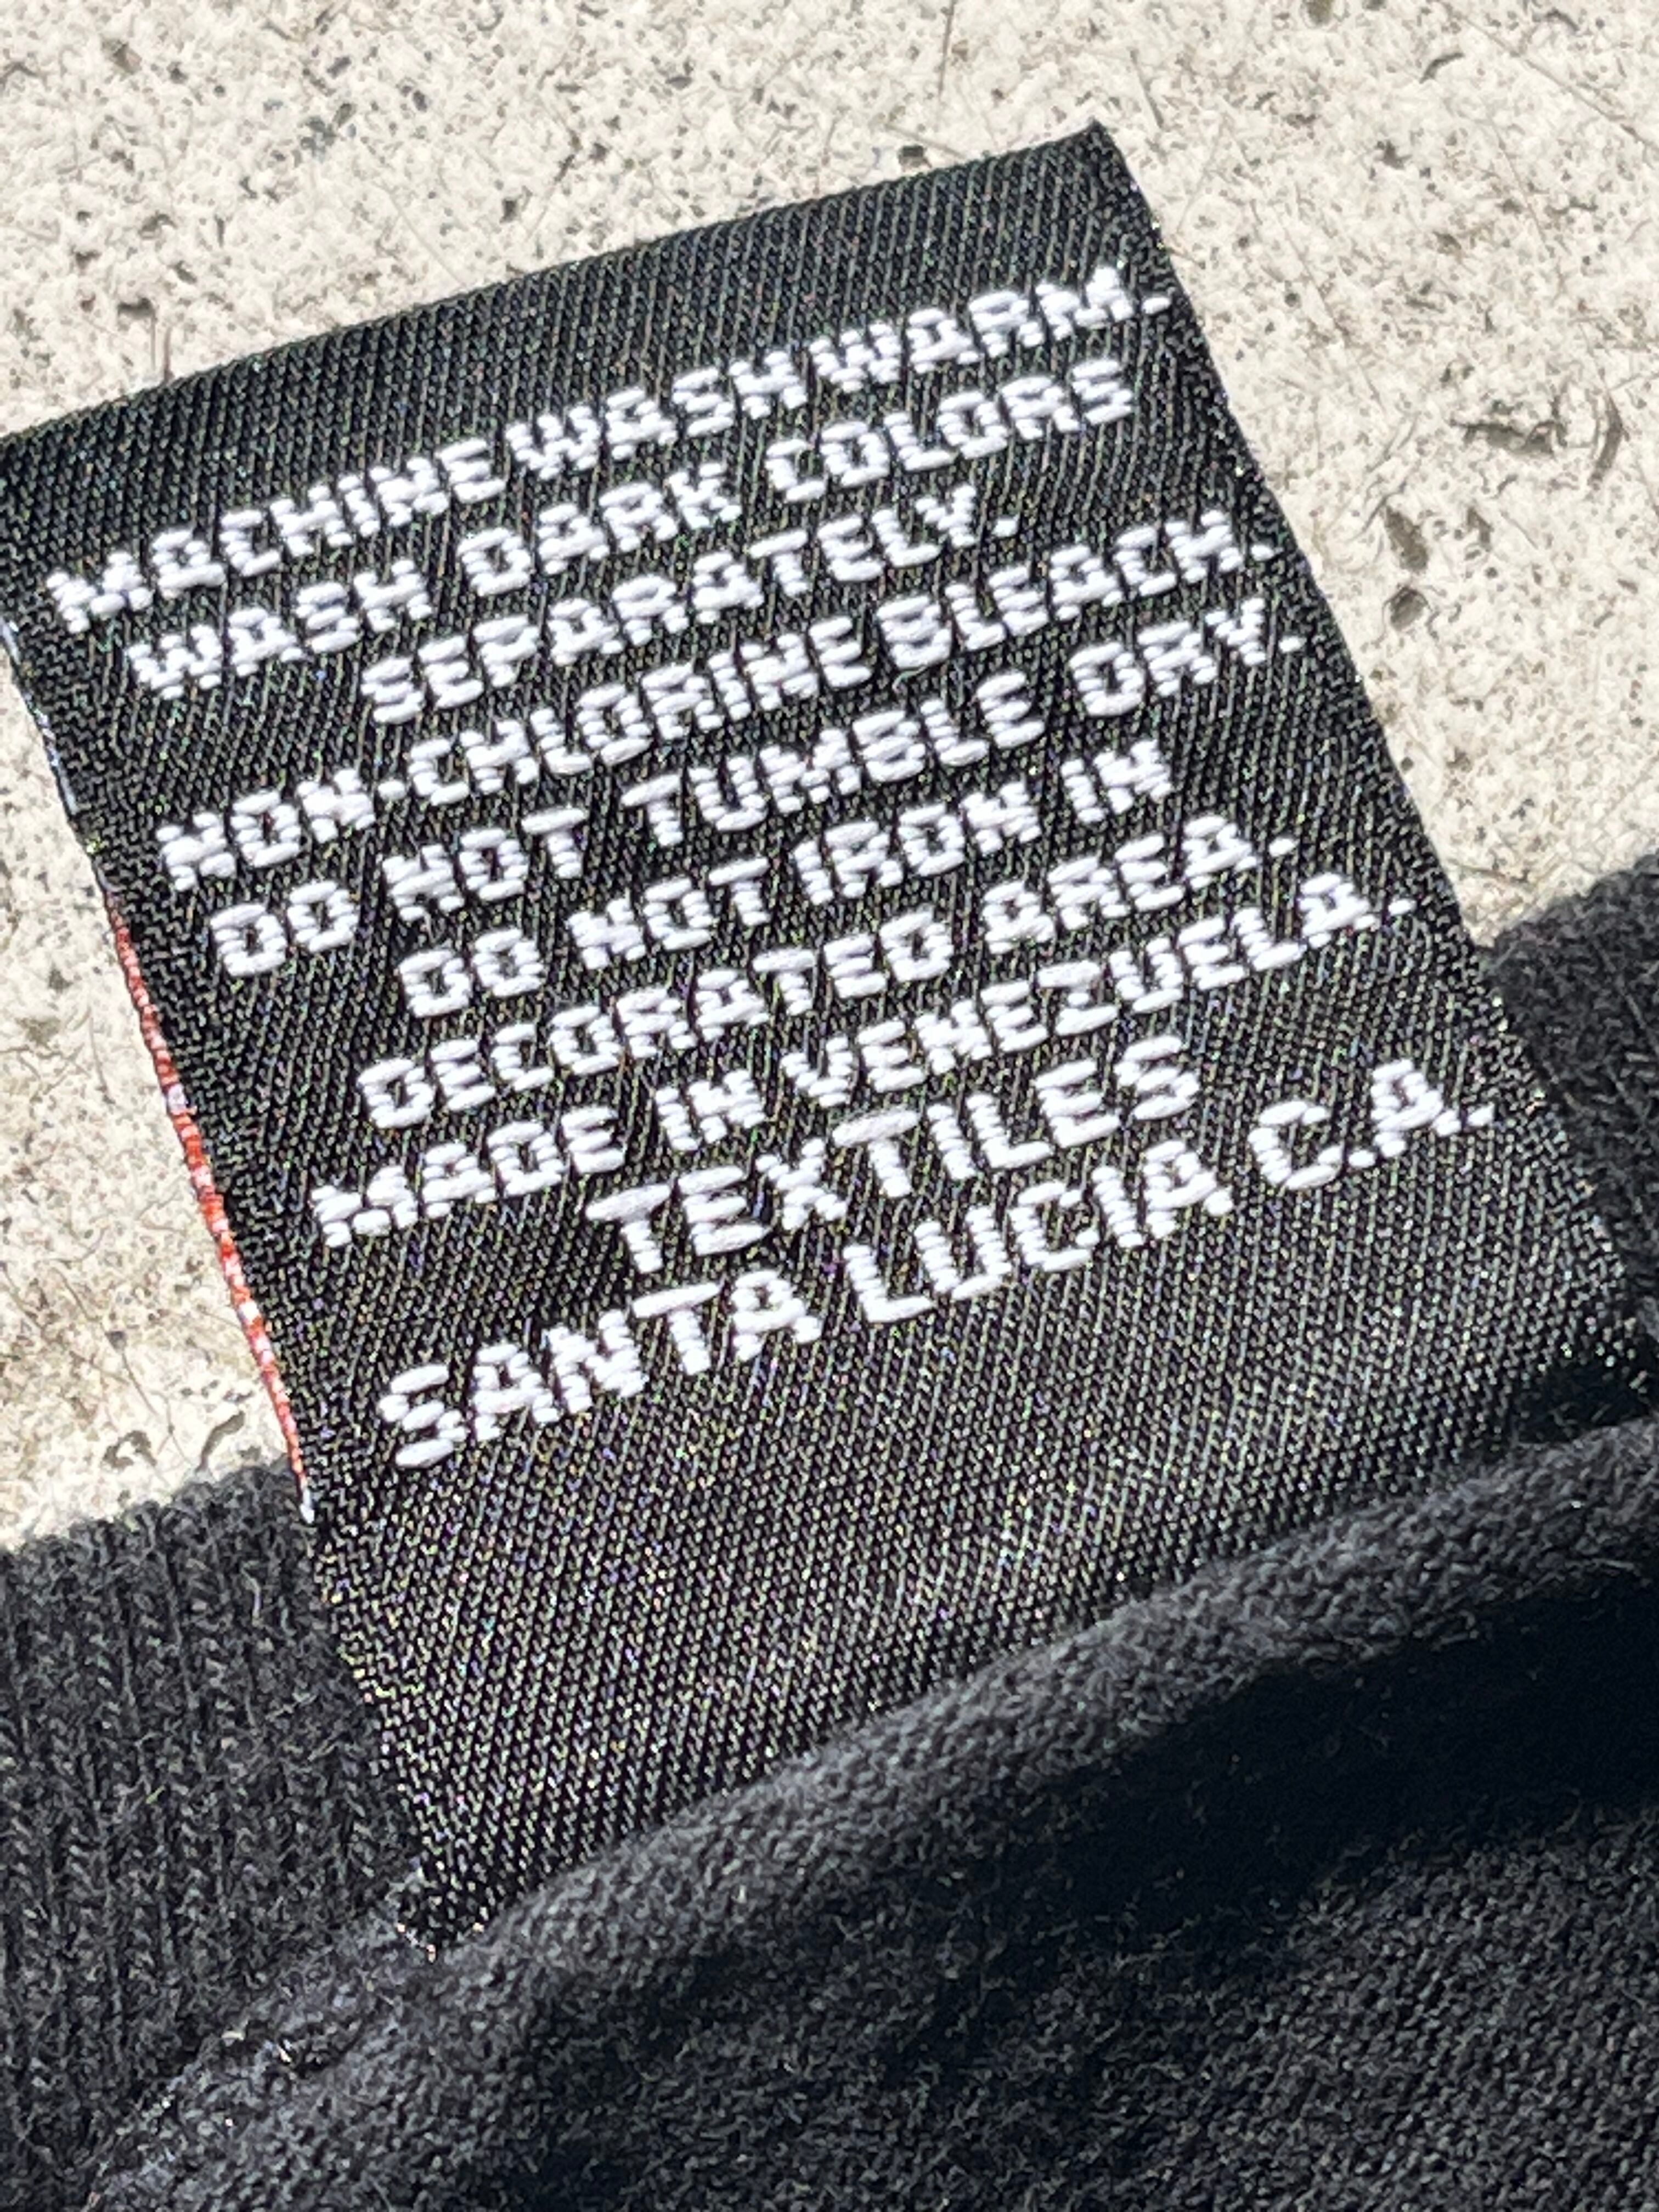 MACHINE WASH WARM.
WASH DARK COLORS
SEPARATELY.
NON-CHLORINE BLEACH.
DO NOT TUMBLE DRY.
DO NOT IRON IN
DECORATED AREA.
MADE IN VENEZUELA.
TEXTILES
SANTA LUCIA C.A.